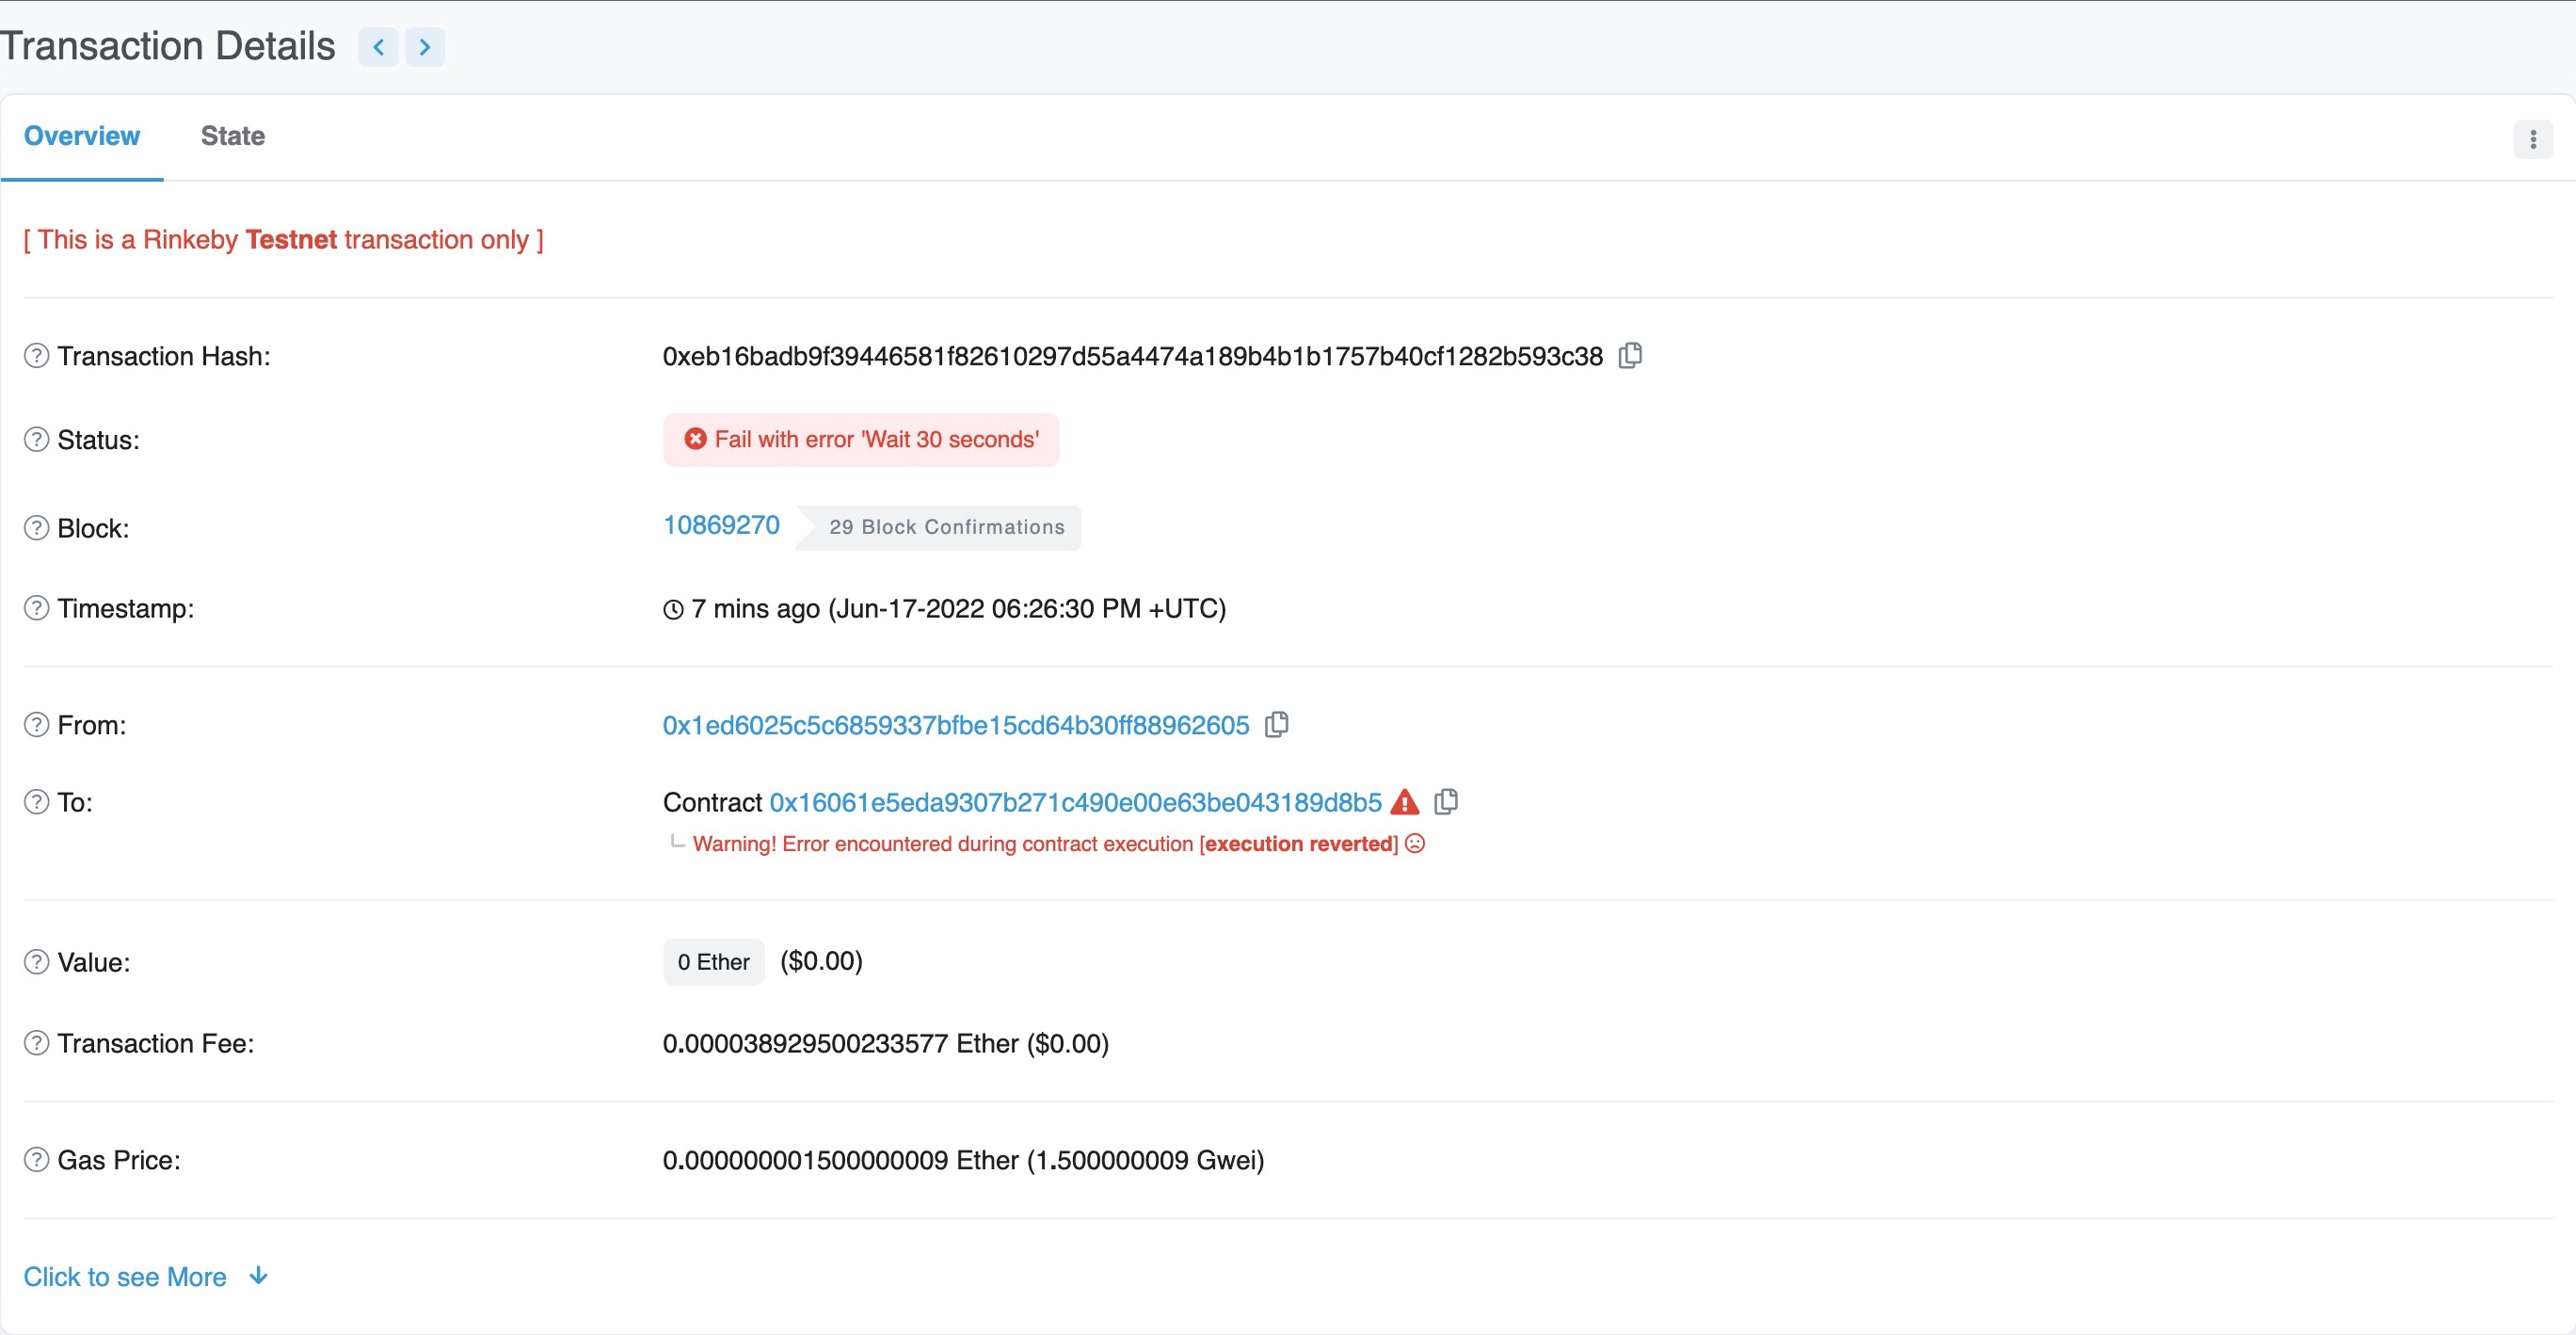 Transaction Details
Overview State
[ This is a Rinkeby Testnet transaction only ]
Transaction Hash: 0xeb16badb9f39446581f82610297d55a4474a189b4b1b1757b40cf1282b593c38
Status: Fail with error 'Wait 30 seconds'
Block: 10869270 29 Block Confirmations
Timestamp: 7 mins ago (Jun-17-2022 06:26:30 PM +UTC)
From: 0x1ed6025c5c6859337bfbe15cd64b30ff88962605
To: Contract 0x16061e5eda9307b271c490e00e63be043189d8b5
Warning! Error encountered during contract execution [execution reverted]
Value: 0 Ether ($0.00)
Transaction Fee: 0.000038929500233577 Ether ($0.00)
Gas Price: 0.000000001500000009 Ether (1.500000009 Gwei)
Click to see More